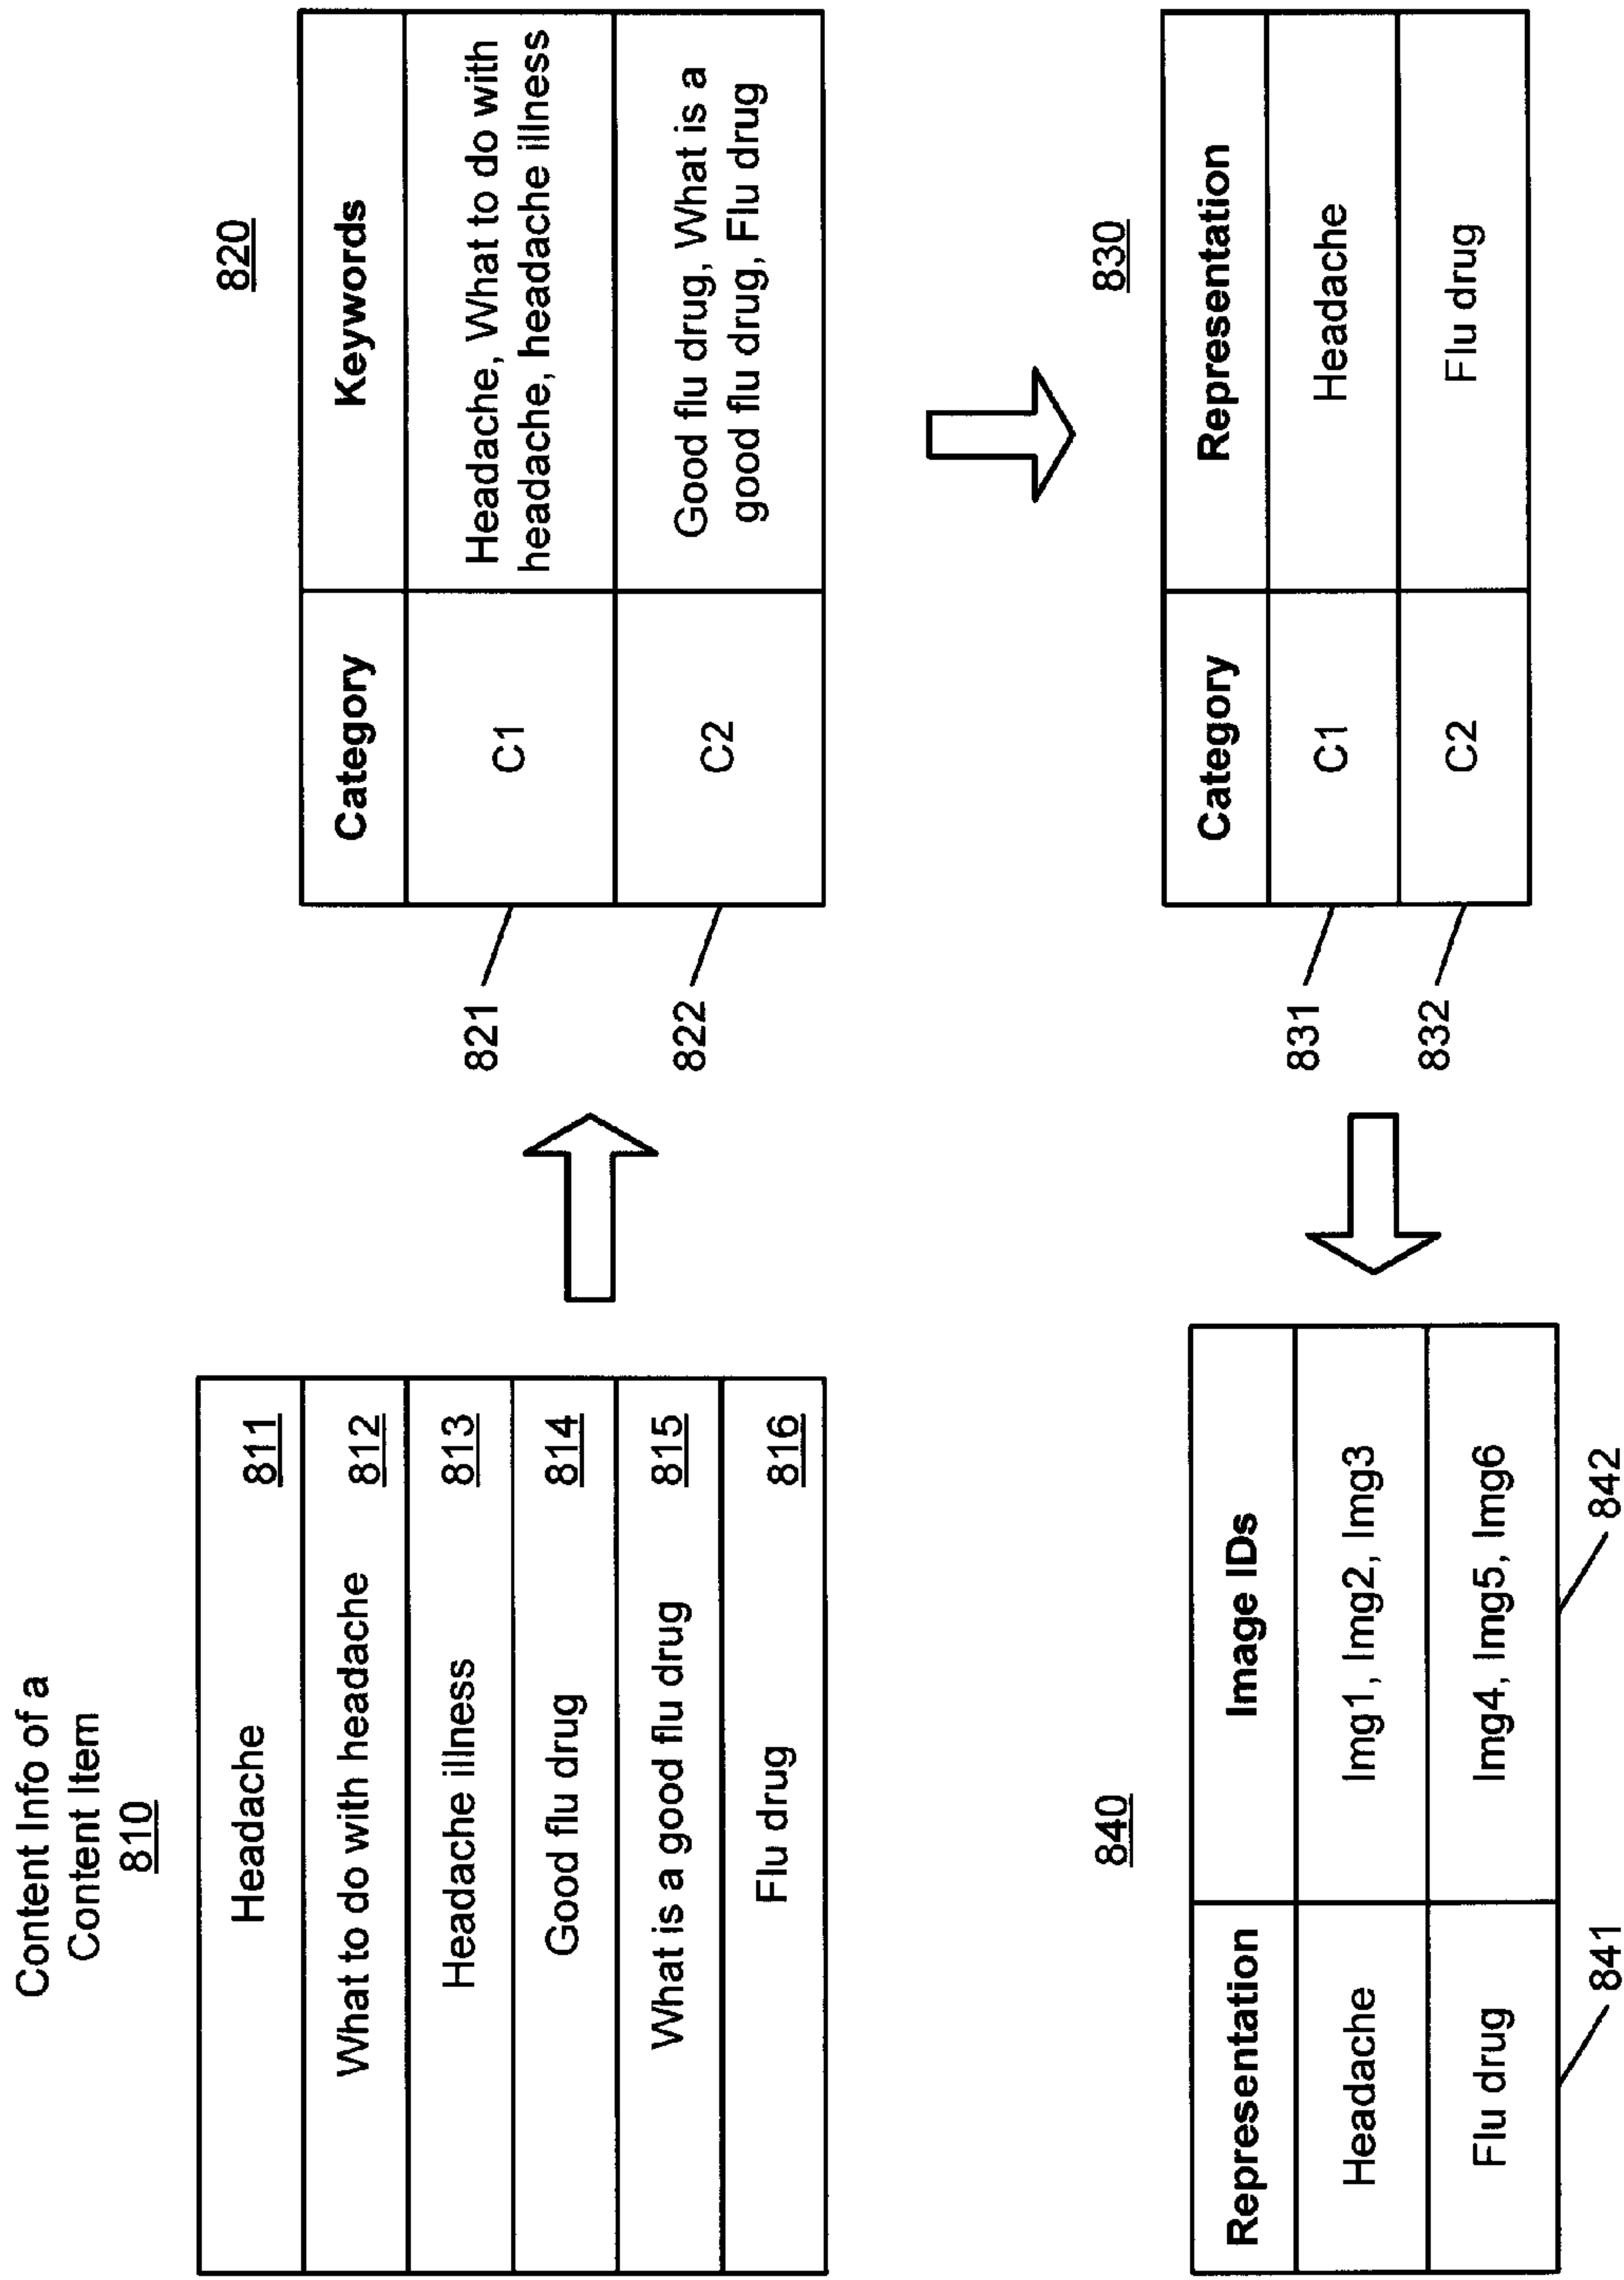 Content Info of a
Content Item
810
Headache 811
What to do with headache 812
Headache illness 813
Good flu drug 814
What is a good flu drug 815
Flu drug 816
820
Category Keywords
C1
Headache, What to do with
headache, headache illness
C2
Good flu drug, What is a
good flu drug, Flu drug
821
822
830
Category Representation
C1 Headache
C2 Flu drug
831
832
840
Representation Image IDs
Headache Img1, Img2, Img3
Flu drug Img4, Img5, Img6
841
842